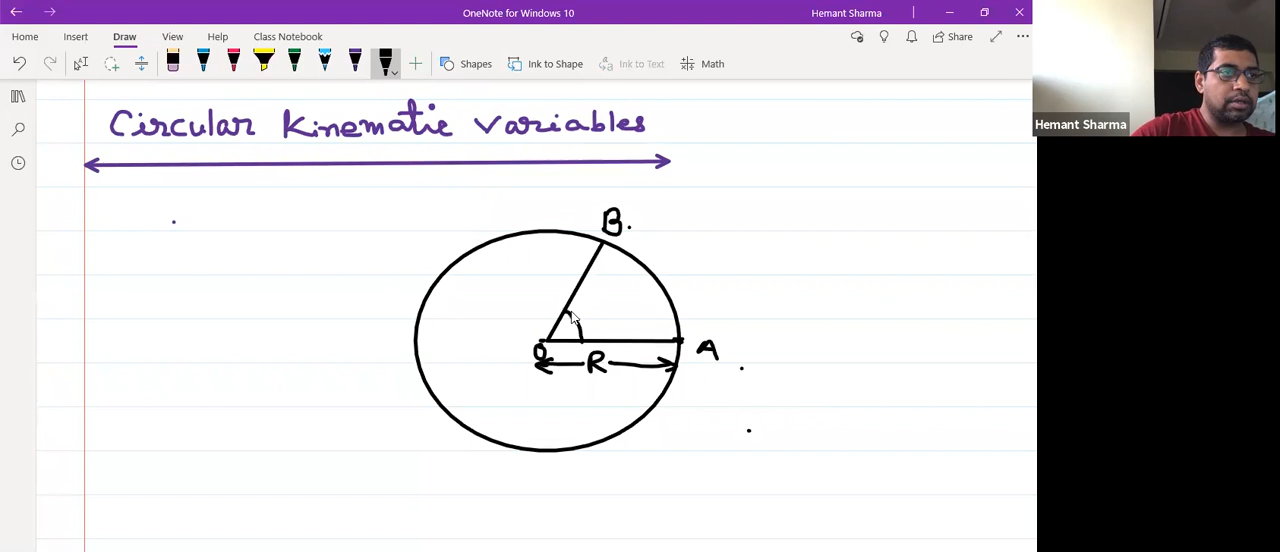 OneNote for Windows 10
Hemant Sharma
Home Insert Draw View Help Class Notebook
Share
Shapes Ink to Shape Ink to Text Math
Hemant Sharma
Circular Kinematic Variables
B
O
A
R